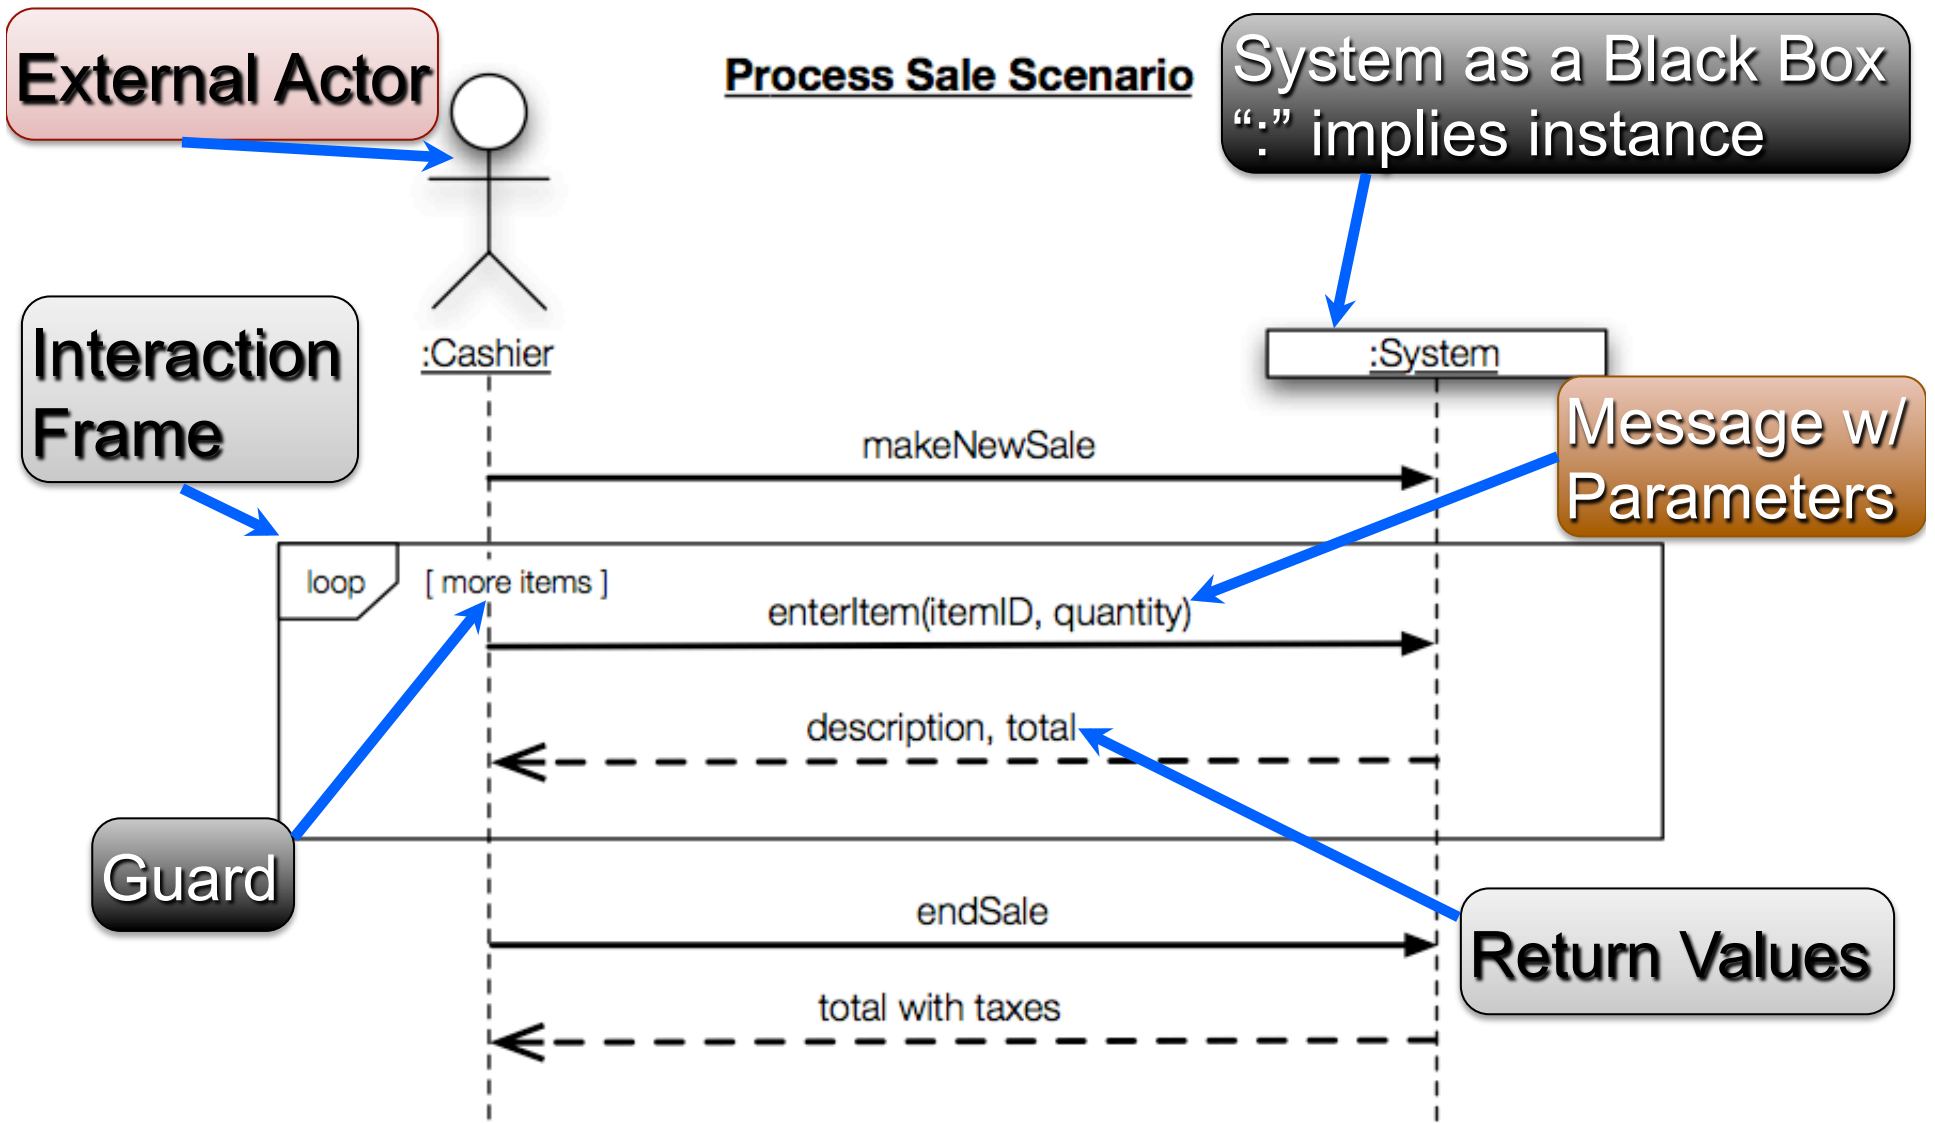 External Actor
Process Sale Scenario
System as a Black Box
“:” implies instance
Interaction
Frame
:Cashier
:System
Message w/
Parameters
makeNewSale
loop
[ more items ]
enterItem(itemID, quantity)
description, total
Guard
endSale
Return Values
total with taxes